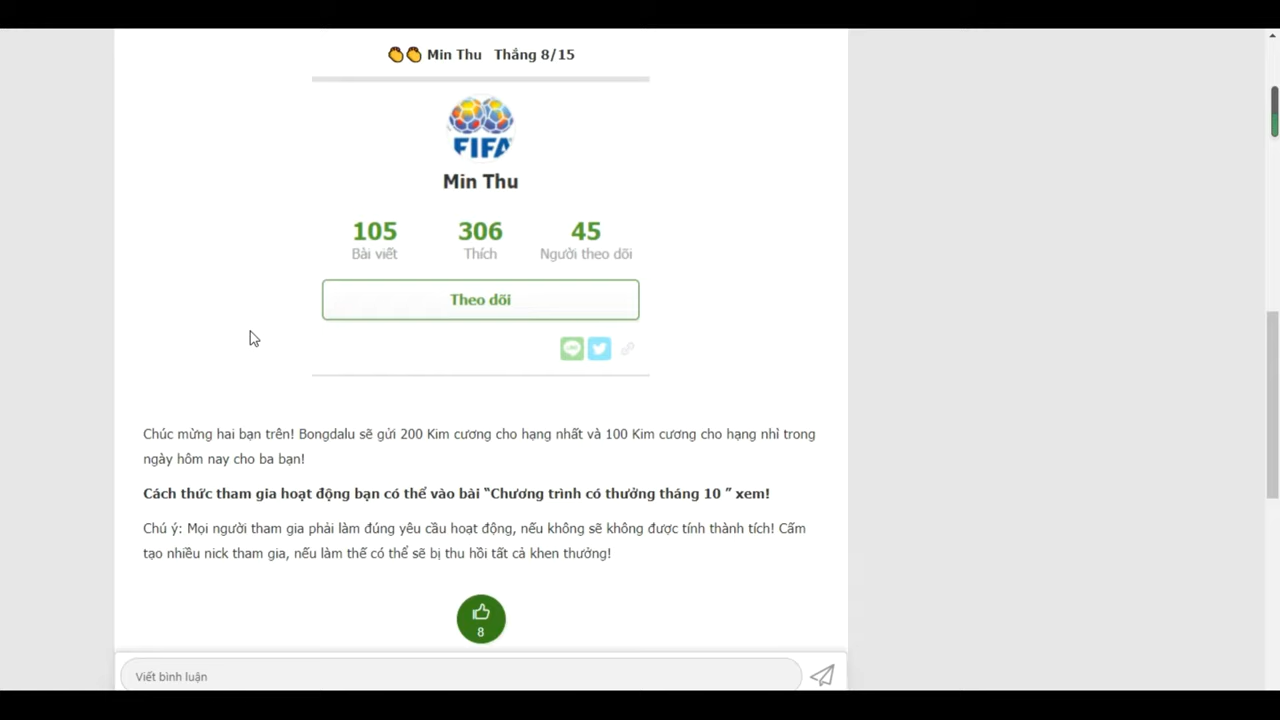 Min Thu Thắng 8/15
FIFA
Min Thu
105 306 45
Bài viết Thích Người theo dõi
Theo dõi
Chúc mừng hai bạn trên! Bongdalu sẽ gửi 200 Kim cương cho hạng nhất và 100 Kim cương cho hạng nhì trong
ngày hôm nay cho ba bạn!
Cách thức tham gia hoạt động bạn có thể vào bài “Chương trình có thưởng tháng 10 ” xem!
Chú ý: Mọi người tham gia phải làm đúng yêu cầu hoạt động, nếu không sẽ không được tính thành tích! Cấm
tạo nhiều nick tham gia, nếu làm thế có thể sẽ bị thu hồi tất cả khen thưởng!
8
Viết bình luận